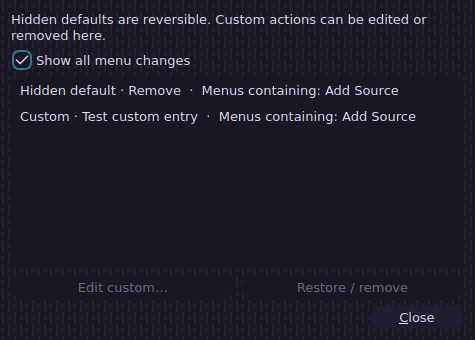 Hidden defaults are reversible. Custom actions can be edited or
removed here.
Show all menu changes
Hidden default · Remove · Menus containing: Add Source
Custom · Test custom entry · Menus containing: Add Source
Edit custom...
Restore / remove
Close